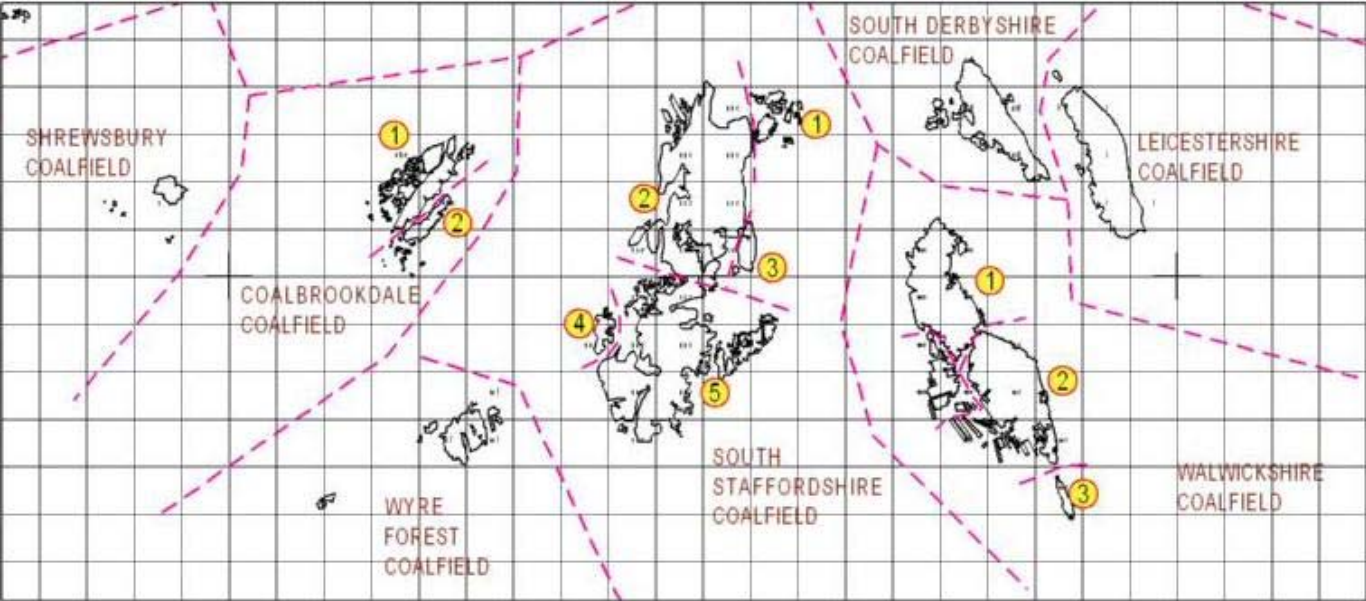 SOUTH DERBYSHIRE
COALFIELD
SHREWSBURY
COALFIELD
1
1
LEICESTERSHIRE
COALFIELD
2
2
3
1
COALBROOKDALE
COALFIELD
4
5
2
SOUTH
STAFFORDSHIRE
COALFIELD
WALWICKSHIRE
COALFIELD
3
WYRE
FOREST
COALFIELD